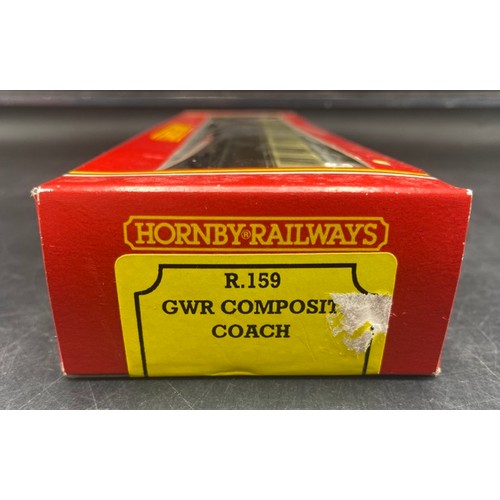 HORNBY® RAILWAYS
R.159
GWR COMPOSIT
COACH